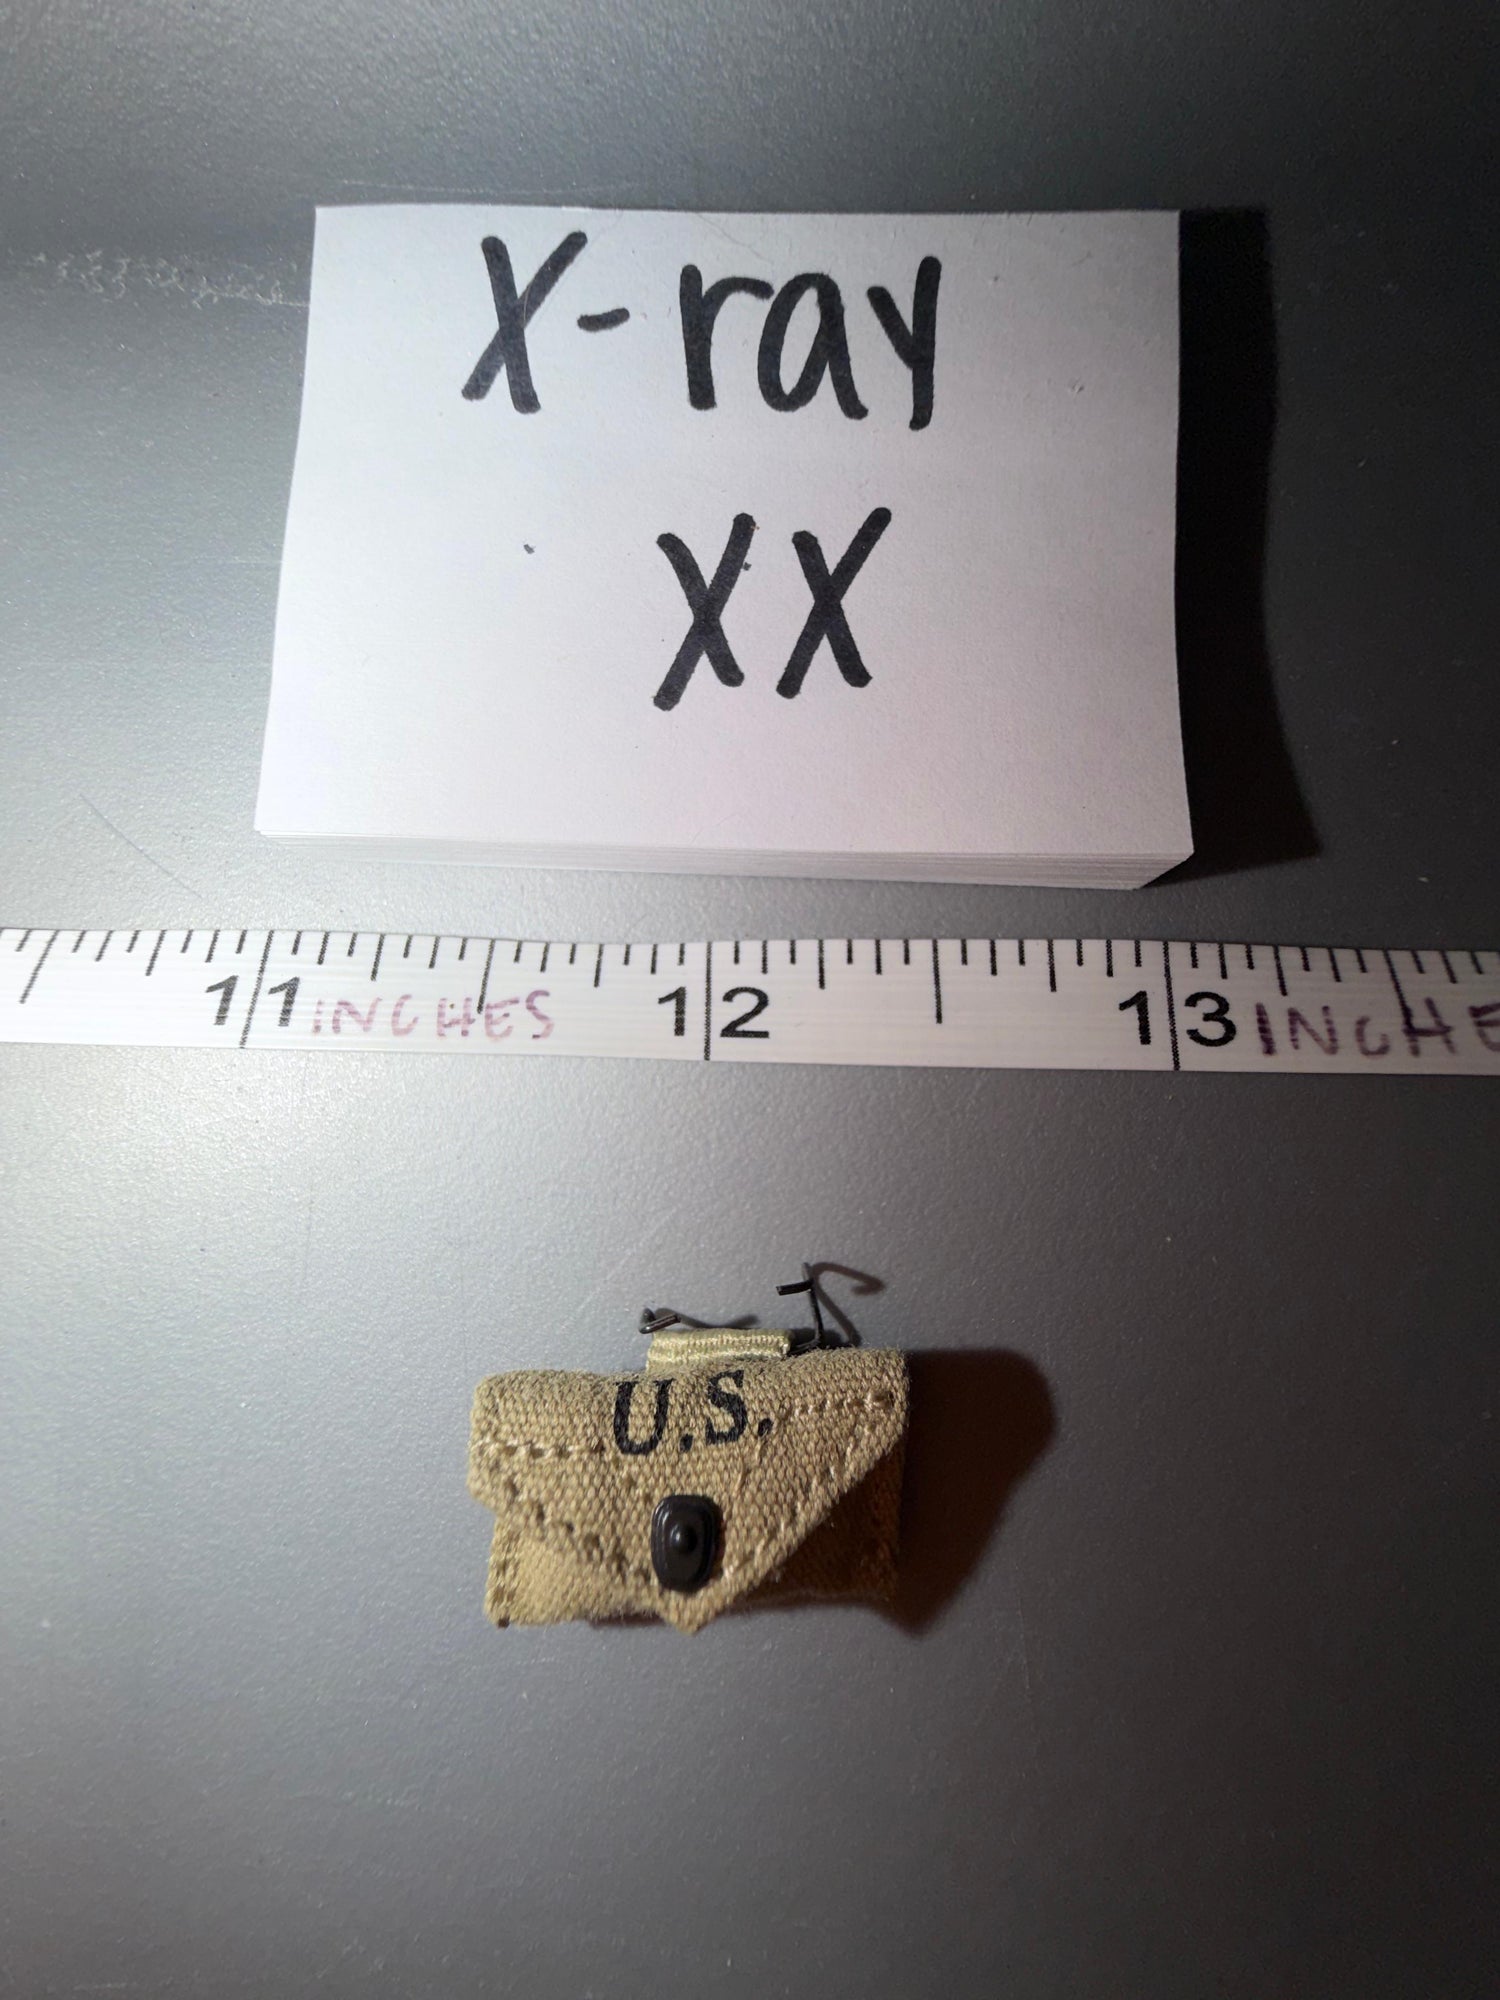 X-ray
XX
11 INCHES 12 13 INCHE
U.S.